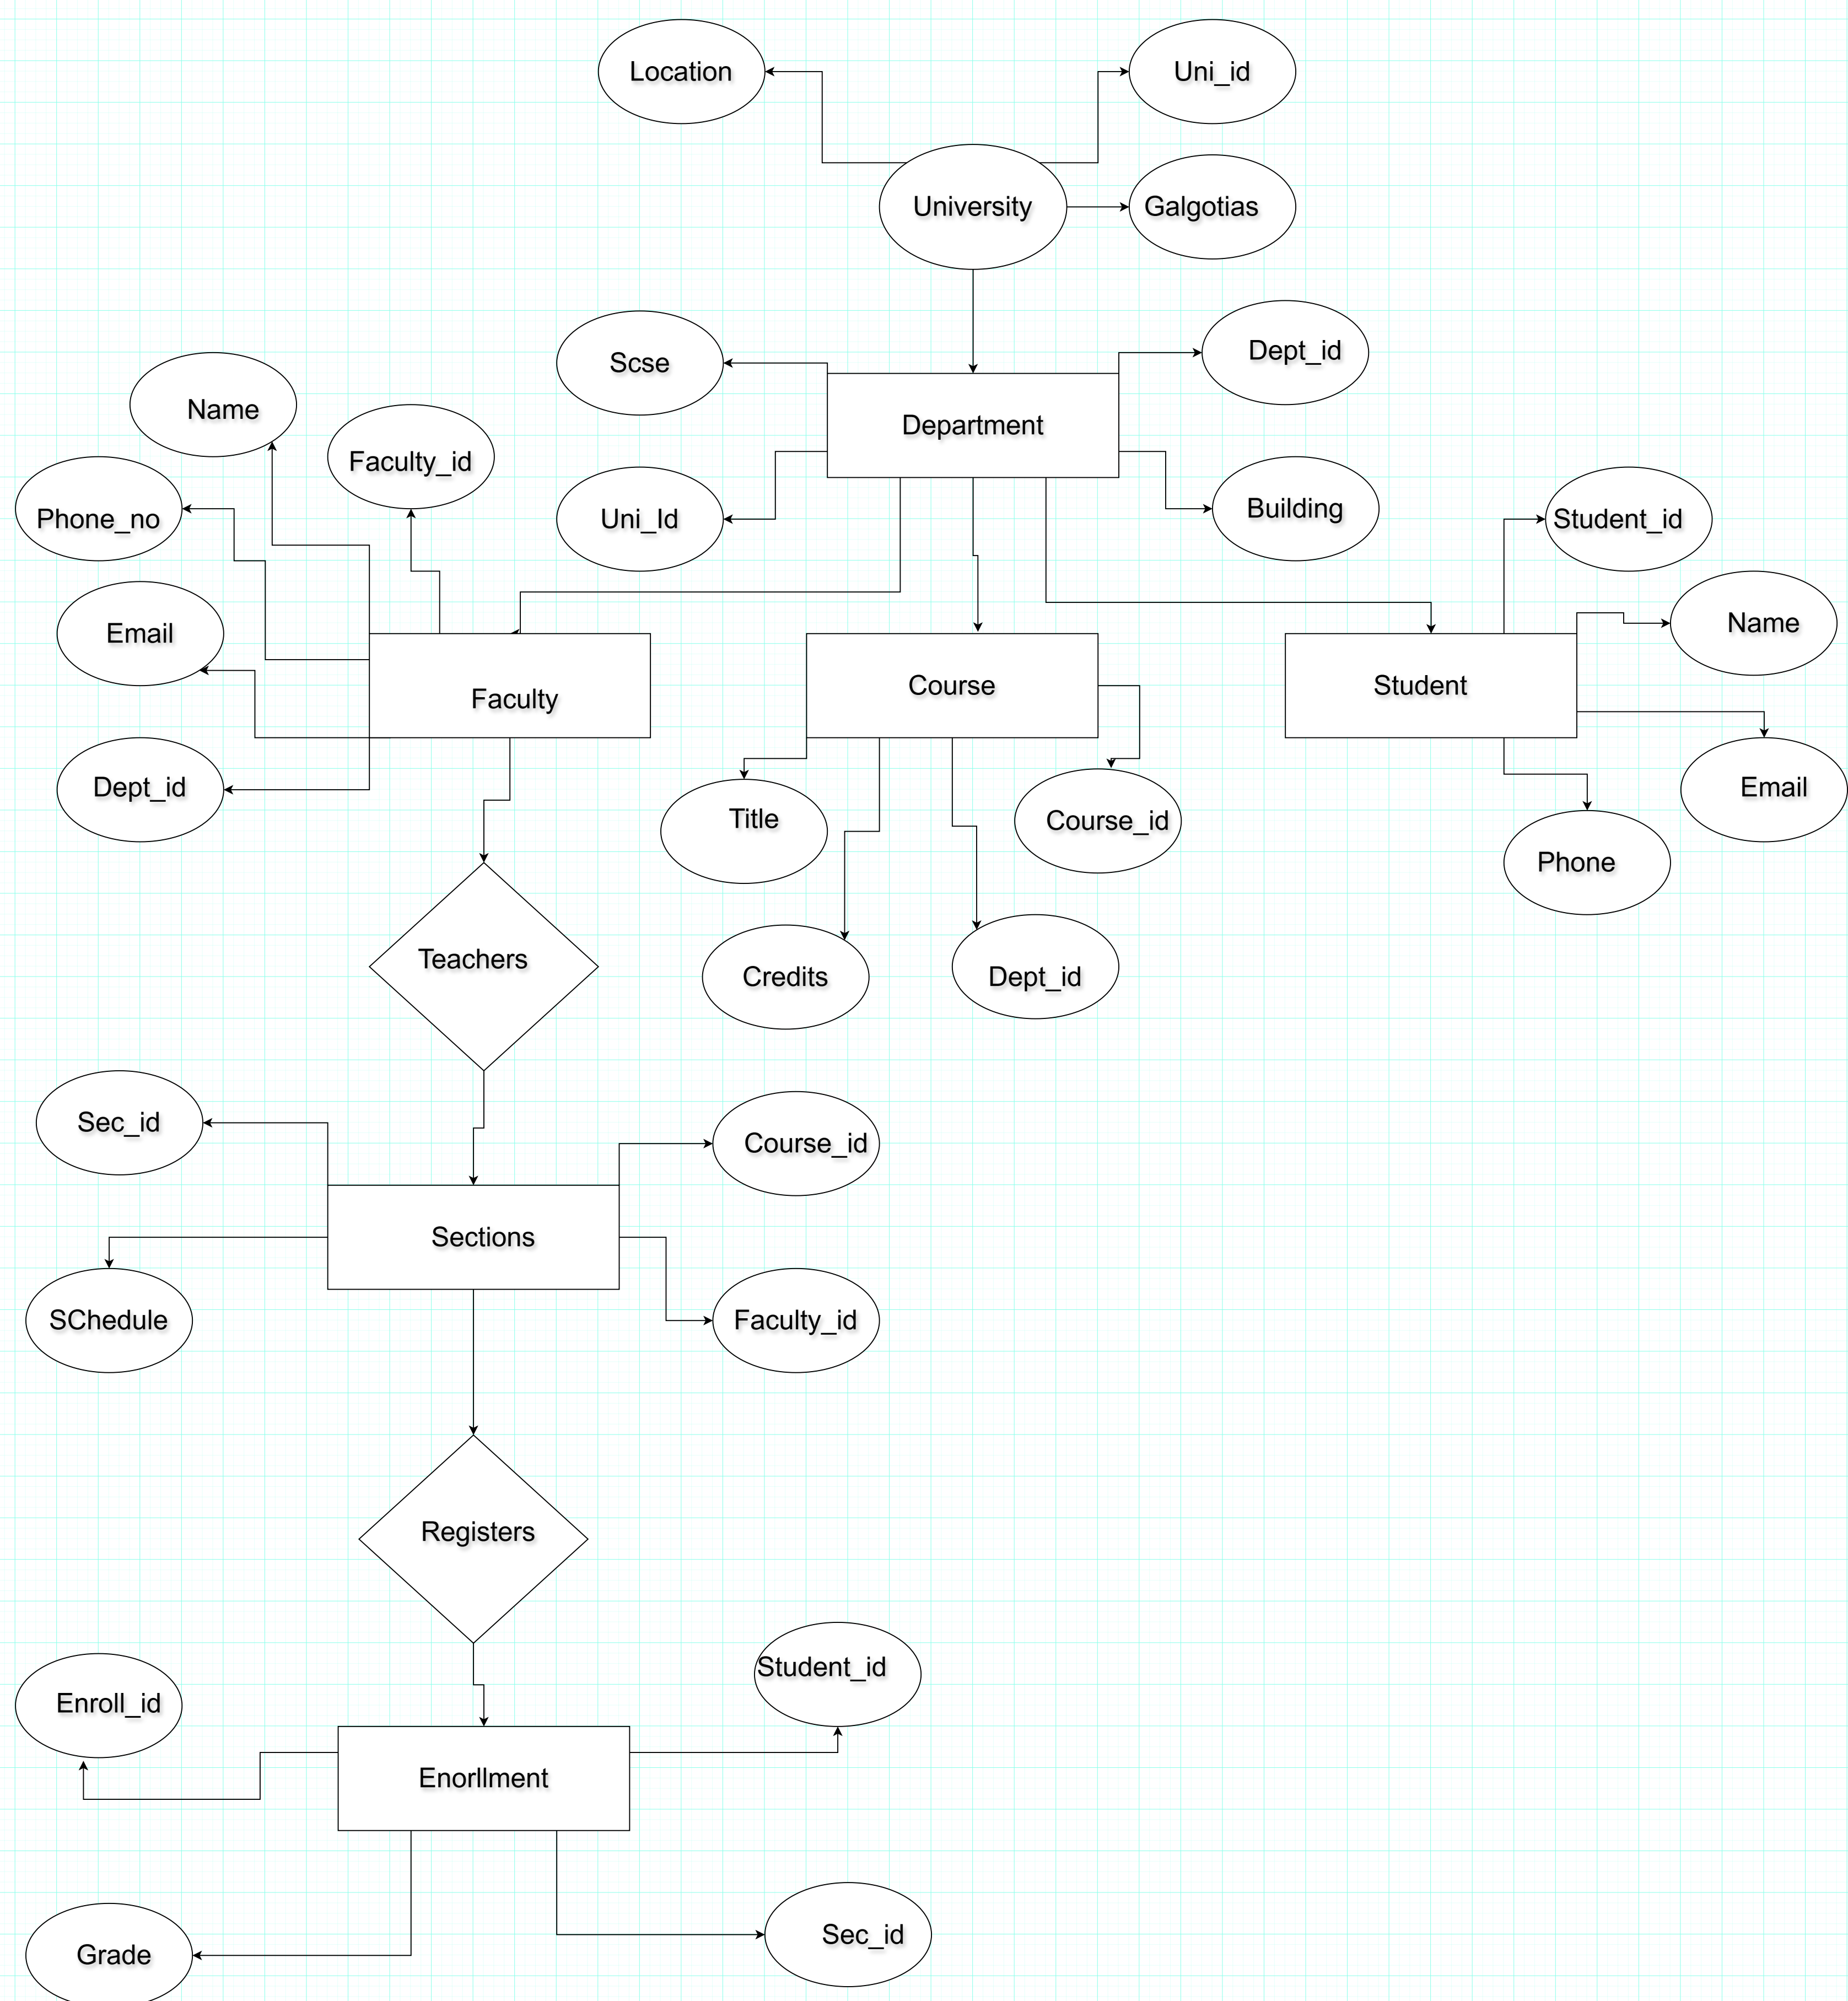 Location
Uni_id
University
Galgotias
Scse
Dept_id
Department
Name
Faculty_id
Phone_no
Uni_Id
Building
Student_id
Email
Name
Faculty
Course
Student
Dept_id
Title
Course_id
Email
Phone
Teachers
Credits
Dept_id
Sec_id
Course_id
Sections
SChedule
Faculty_id
Registers
Student_id
Enroll_id
Enorllment
Sec_id
Grade